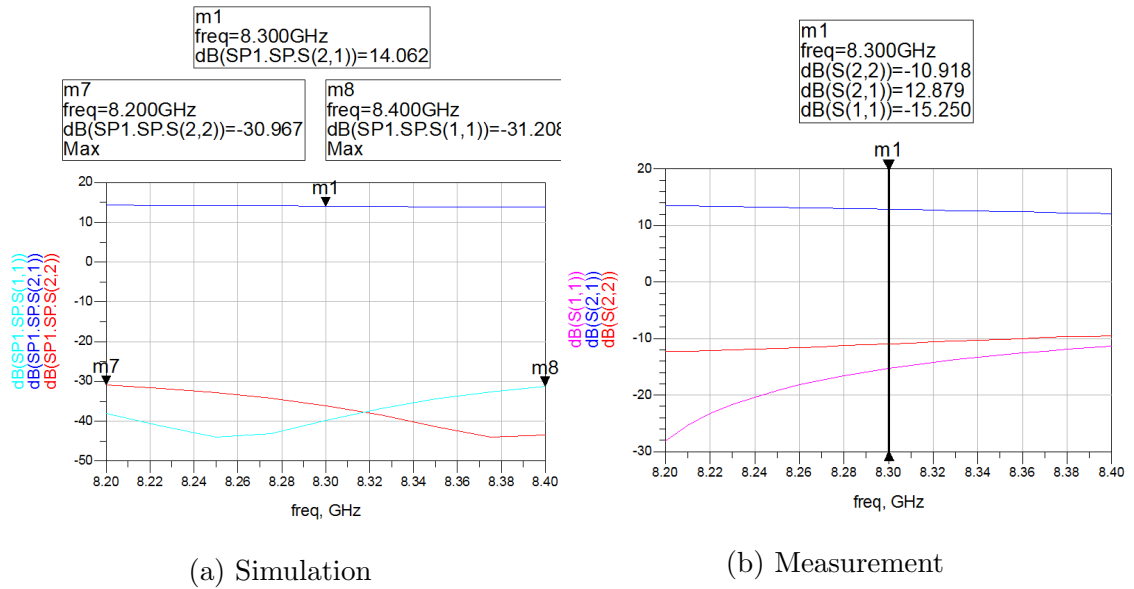 m1
freq=8.300GHz
dB(SP1.SP.S(2,1))=14.062
m7
freq=8.200GHz
dB(SP1.SP.S(2,2))=-30.967
Max
m8
freq=8.400GHz
dB(SP1.SP.S(1,1))=-31.208
Max
20
10
0
-10
-20
-30
-40
-50
dB(SP1.SP.S(1,1))
dB(SP1.SP.S(2,1))
dB(SP1.SP.S(2,2))
m1
m7
m8
8.20
8.22
8.24
8.26
8.28
8.30
8.32
8.34
8.36
8.38
8.40
freq, GHz
(a) Simulation
m1
freq=8.300GHz
dB(S(2,2))=-10.918
dB(S(2,1))=12.879
dB(S(1,1))=-15.250
m1
20
10
0
-10
-20
-30
dB(S(1,1))
dB(S(2,1))
dB(S(2,2))
8.20
8.22
8.24
8.26
8.28
8.30
8.32
8.34
8.36
8.38
8.40
freq, GHz
(b) Measurement